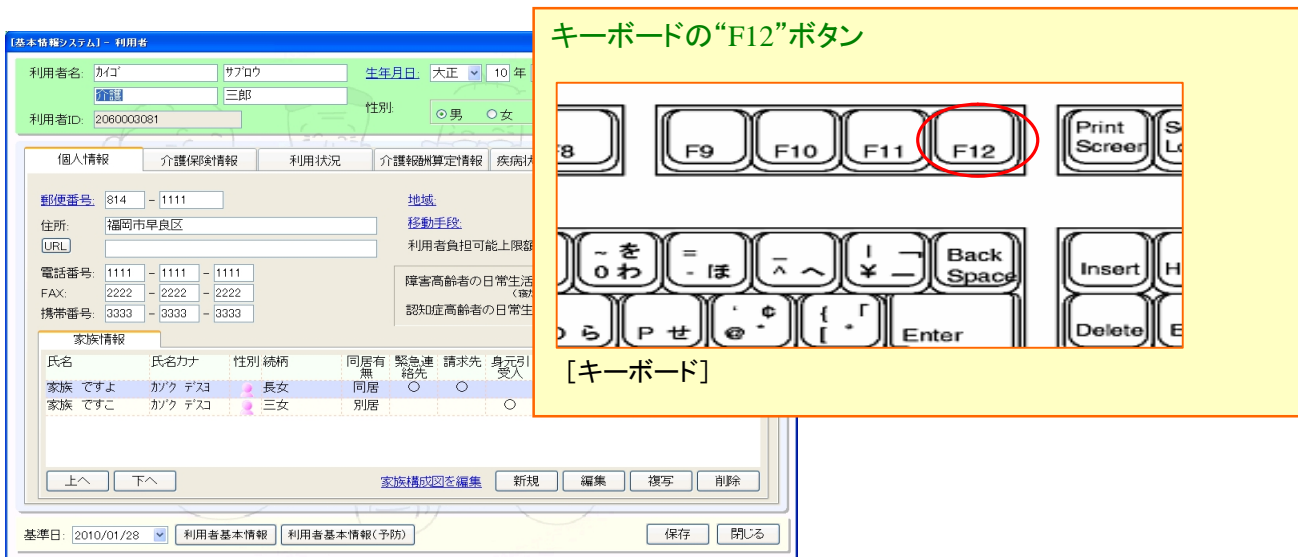 [基本情報システム] - 利用者
利用者名: カイゴ サブロウ 生年月日: 大正 10 年
介護 三郎
性別: 男 女
利用者ID: 2060003081
個人情報 介護保険情報 利用状況 介護報酬算定情報
郵便番号: 814 - 1111 地域:
住所: 福岡市早良区 移動手段:
URL 利用者負担可能上限額
電話番号: 1111 - 1111 - 1111
障害高齢者の日常生活
FAX: 2222 - 2222 - 2222
携帯番号: 3333 - 3333 - 3333 認知症高齢者の日常生
家族情報
氏名 氏名カナ 性別 続柄 同居有無 緊急連絡先 請求先 身元引受人
家族 ですよ カゾク デスヨ 長女 同居 ○ ○
家族 ですこ カゾク デスコ 三女 別居 ○
上へ 下へ 家族構成図を編集 新規 編集 複写 削除
基準日: 2010/01/28 利用者基本情報 利用者基本情報(予防) 保存 閉じる
キーボードの“F12”ボタン
F8 F9 F10 F11 F12 Print Screen
~ を 0 わ = - ほ ‾ ^ へ | ¥ ー Back Space Insert H
ら P せ @ ゛ ¢ { 「 [ ゜ Enter Delete E
[キーボード]